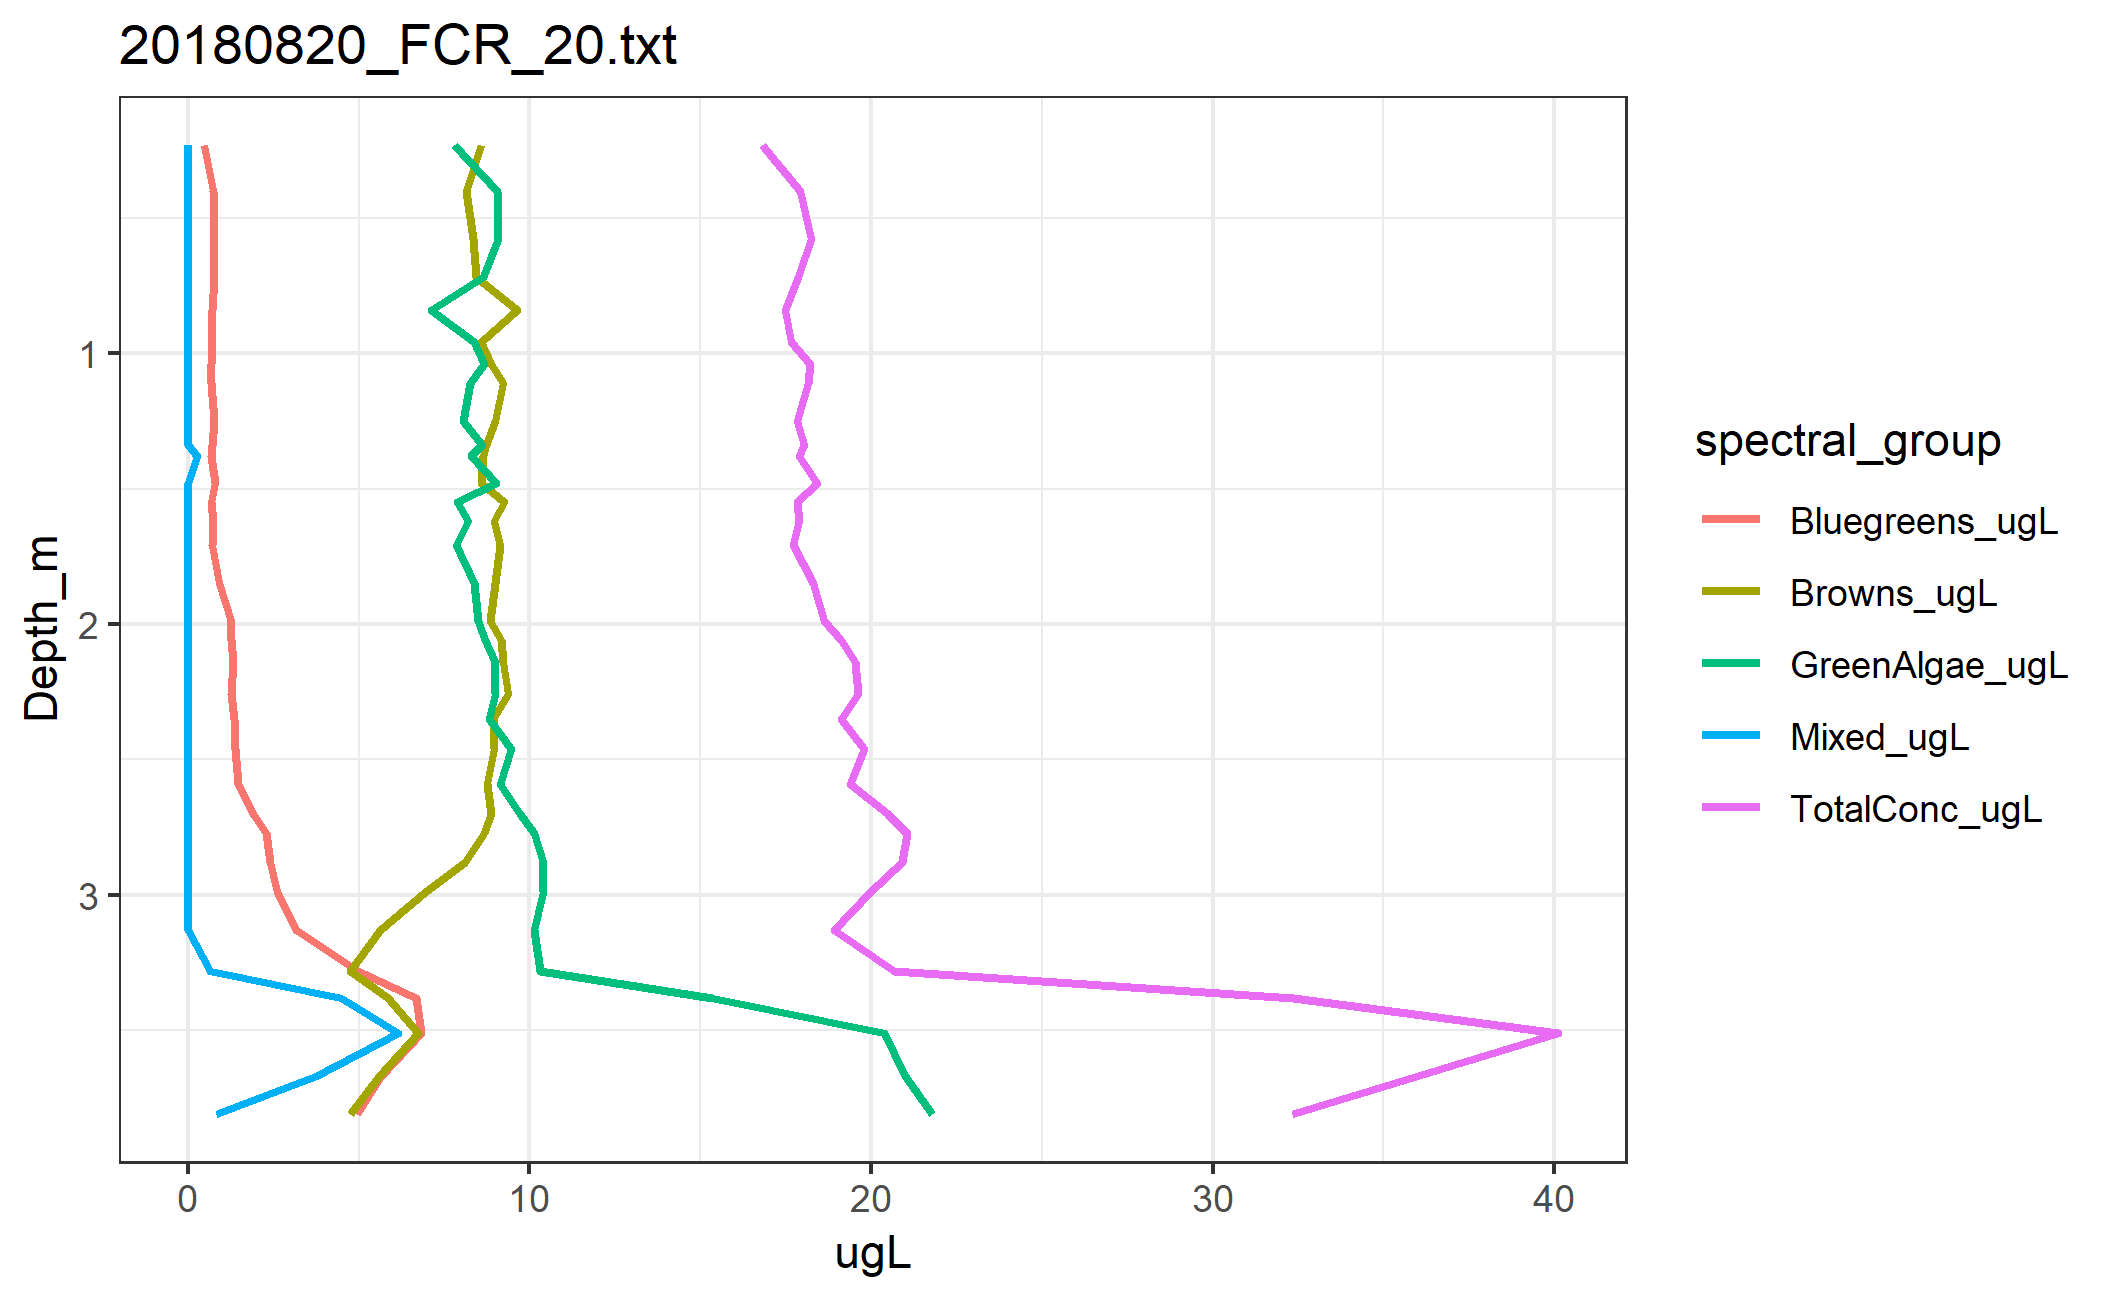 20180820_FCR_20.txt
Depth_m
1
2
3
0
10
20
30
40
ugL
spectral_group
Bluegreens_ugL
Browns_ugL
GreenAlgae_ugL
Mixed_ugL
TotalConc_ugL